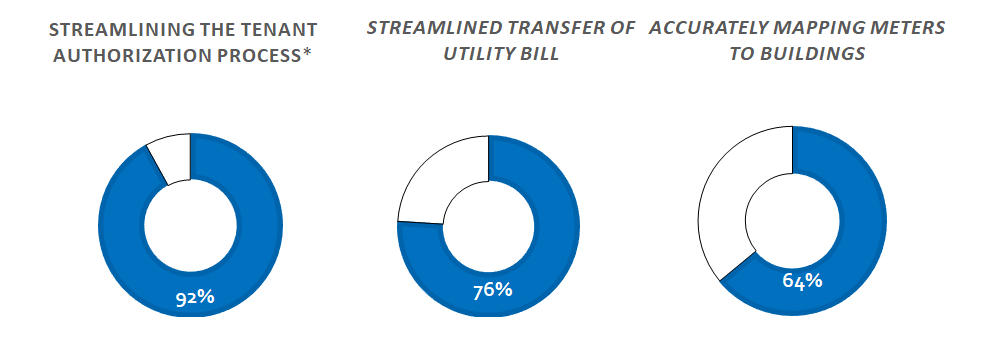 STREAMLINING THE TENANT
AUTHORIZATION PROCESS*
STREAMLINED TRANSFER OF
UTILITY BILL
ACCURATELY MAPPING METERS
TO BUILDINGS
92%
76%
64%